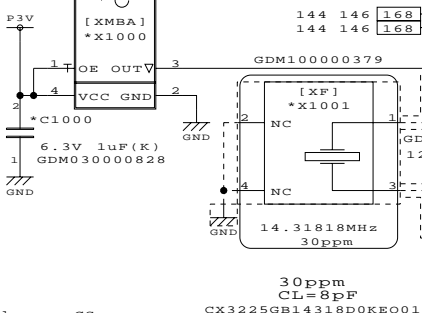 P3V
[XMBA]
*X1000
144 146 168
144 146 168
GDM100000379
1 OE OUT 3
4 VCC GND 2
2
*C1000
1
6.3V 1uF(K)
GDM030000828
GND
GND
[XF]
*X1001
2 NC 1
4 NC 3
GD
12
GND
14.31818MHz
30ppm
30ppm
CL=8pF
CX3225GB14318D0KEO01